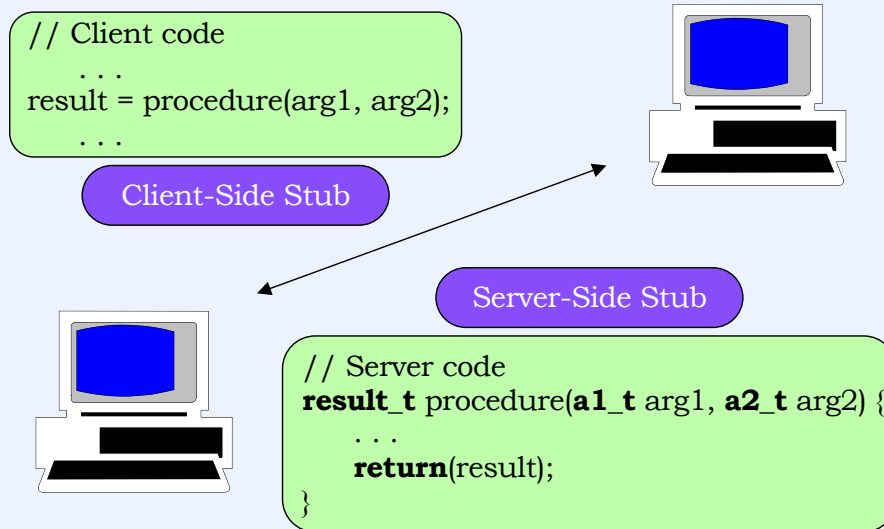 // Client code
. . .
result = procedure(arg1, arg2);
. . .
Client-Side Stub
Server-Side Stub
// Server code
result_t procedure(a1_t arg1, a2_t arg2) {
. . .
return(result);
}